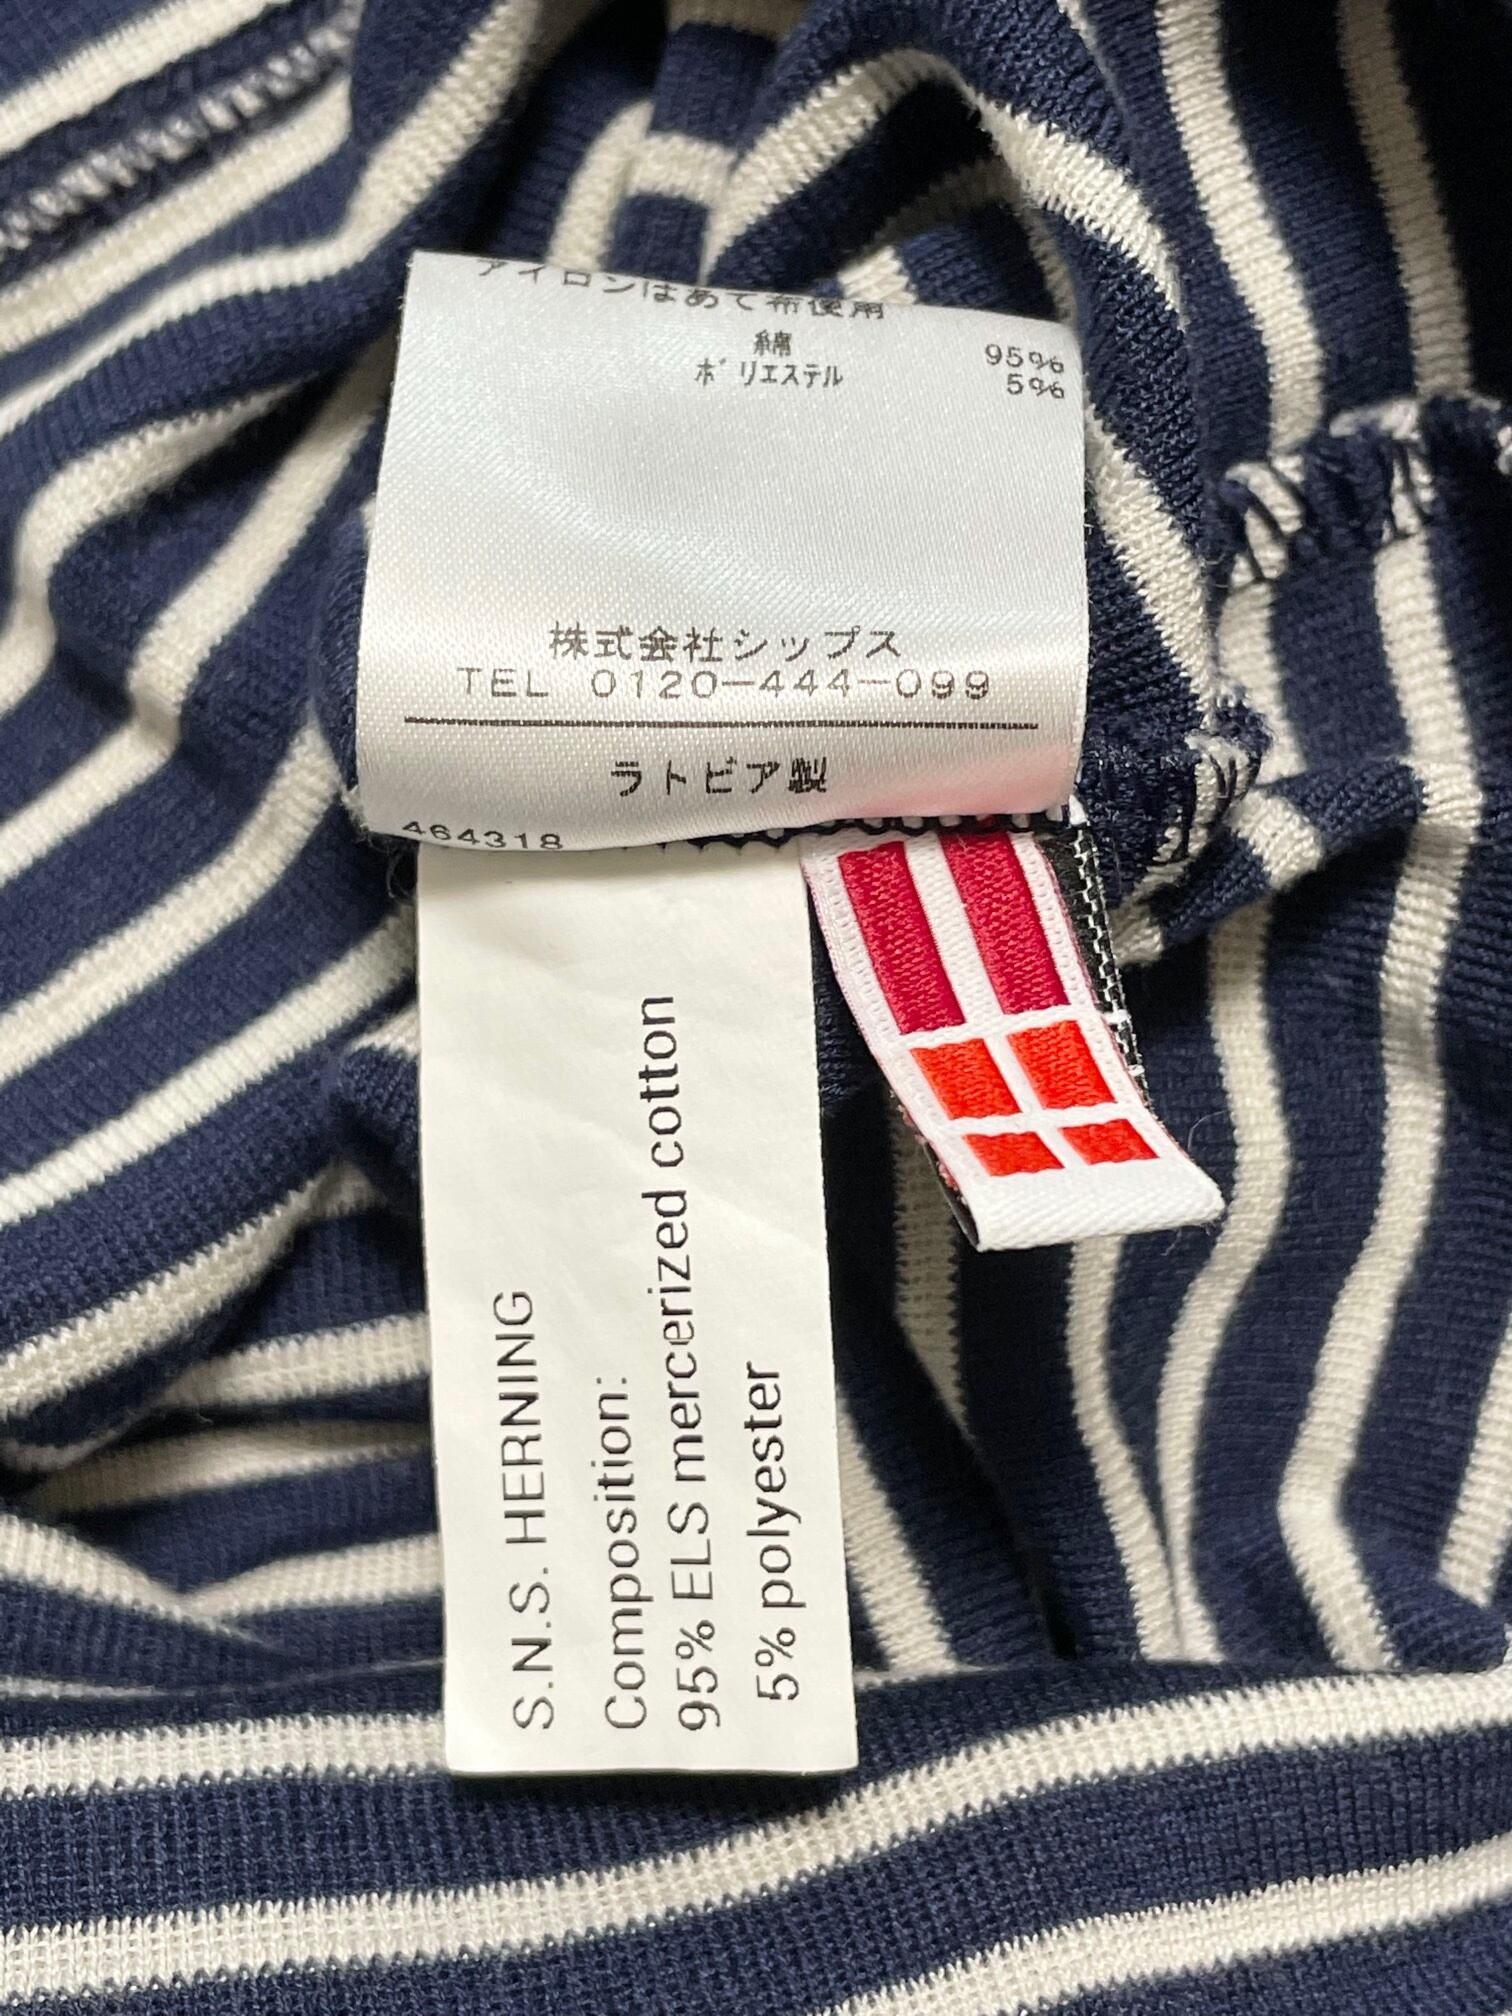 アイロンはあて布使用
綿 95%
ポリエステル 5%
株式会社シップス
TEL 0120-444-099
ラトビア製
464318
S.N.S. HERNING
Composition:
95% ELS mercerized cotton
5% polyester